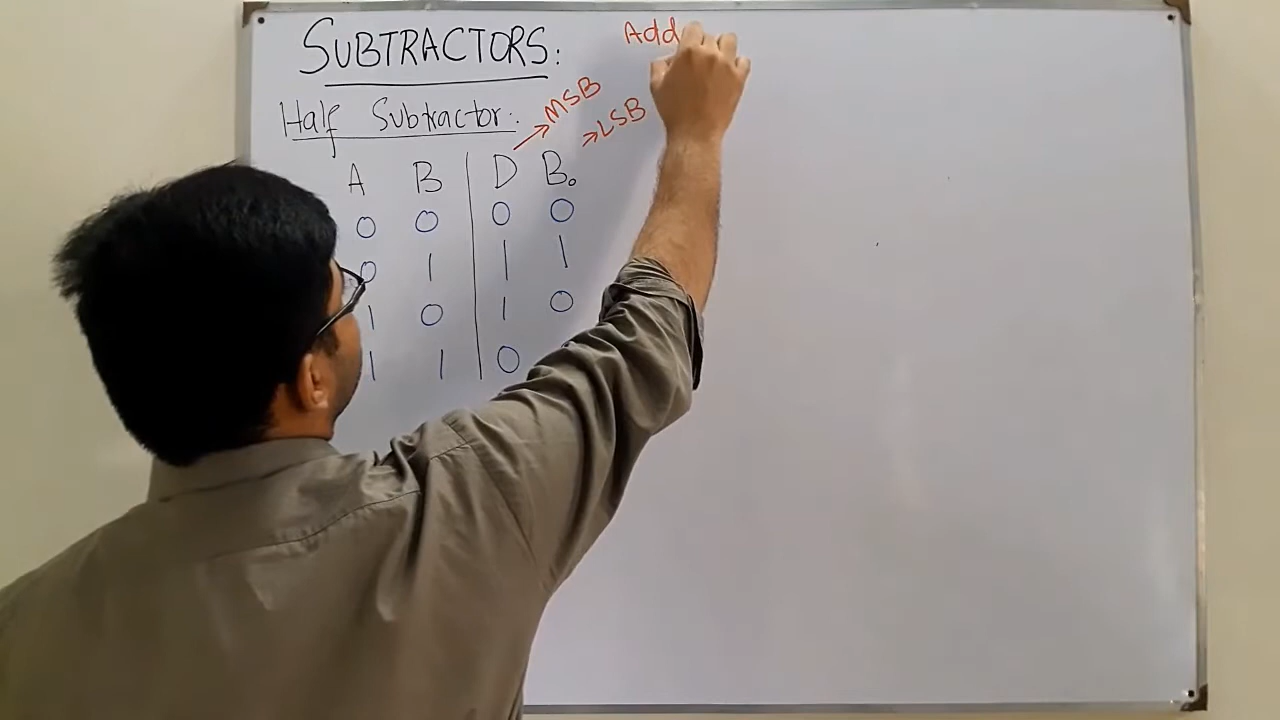 SUBTRACTORS: Add
Half Subtractor:
MSB
LSB
A B D B₀
0 0 0 0
0 1 1 1
1 0 1 0
1 1 0